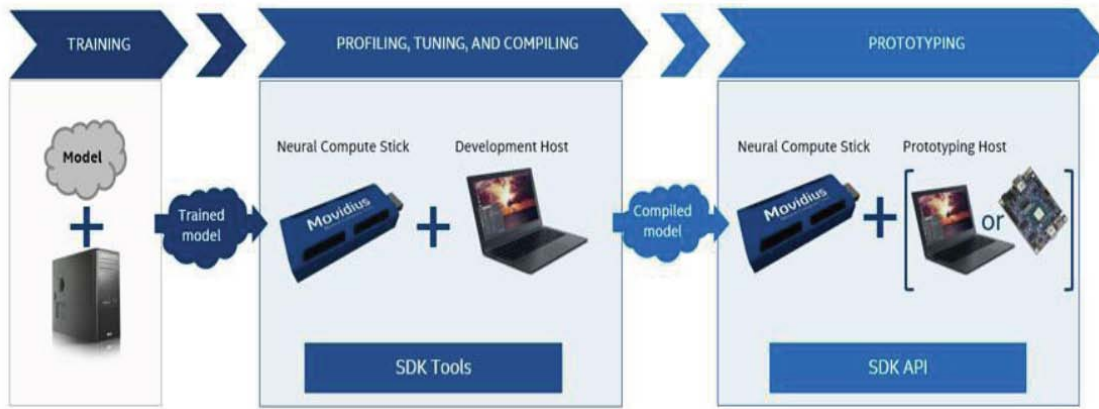 TRAINING
PROFILING, TUNING, AND COMPILING
PROTOTYPING
Model
Trained
model
Neural Compute Stick
Development Host
Movidius
SDK Tools
Compiled
model
Neural Compute Stick
Prototyping Host
Movidius
or
SDK API